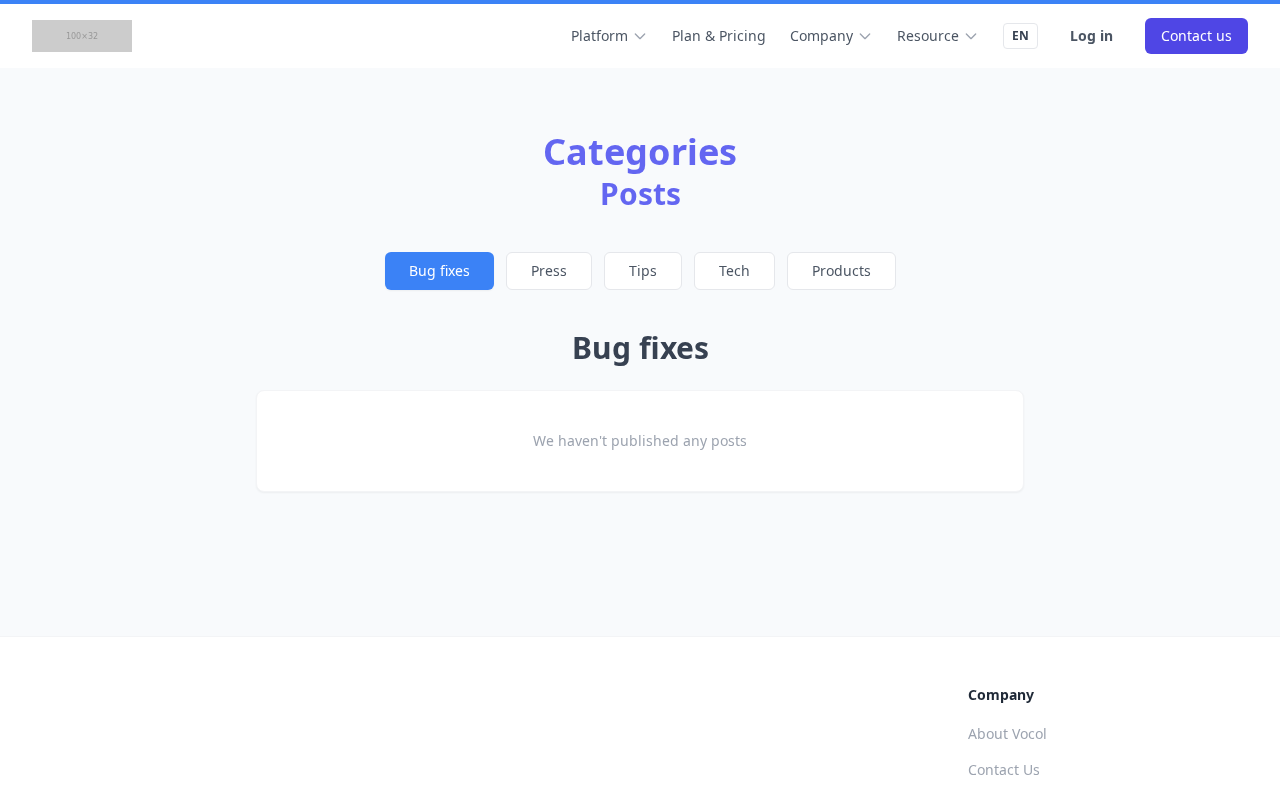 100×32
Platform
Plan & Pricing
Company
Resource
EN
Log in
Contact us
Categories
Posts
Bug fixes
Press
Tips
Tech
Products
Bug fixes
We haven't published any posts
Company
About Vocol
Contact Us